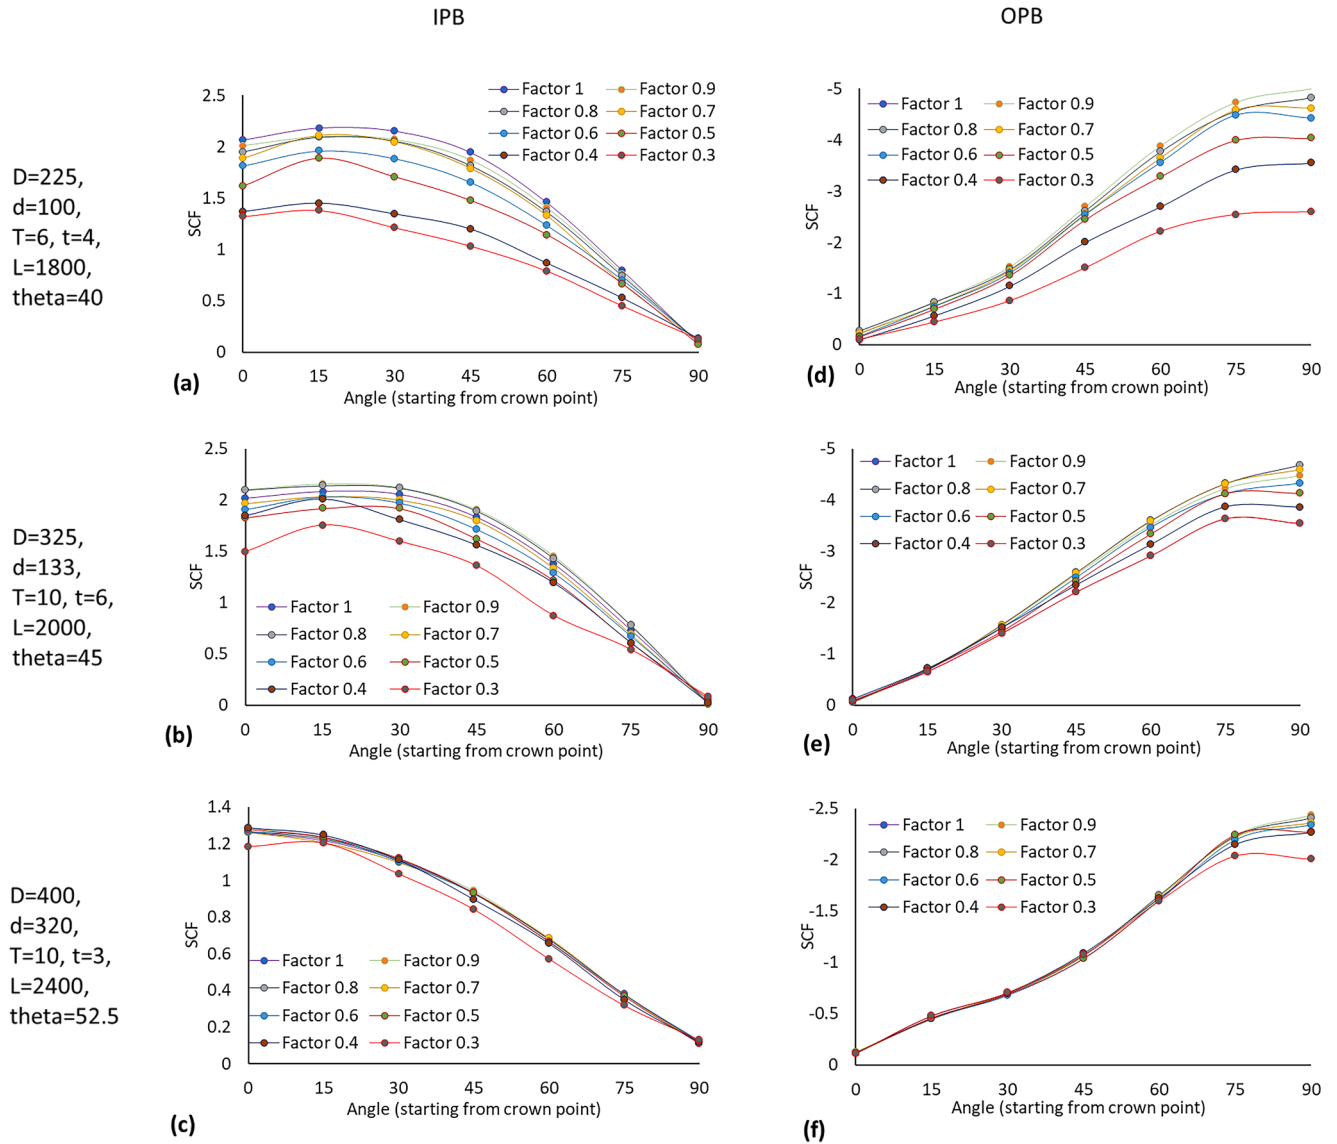 IPB
OPB
D=225,
d=100,
T=6, t=4,
L=1800,
theta=40
Factor 1
Factor 0.9
Factor 0.8
Factor 0.7
Factor 0.6
Factor 0.5
Factor 0.4
Factor 0.3
2.5
2
1.5
1
0.5
0
SCF
0 15 30 45 60 75 90
Angle (starting from crown point)
(a)
Factor 1
Factor 0.9
Factor 0.8
Factor 0.7
Factor 0.6
Factor 0.5
Factor 0.4
Factor 0.3
-5
-4
-3
-2
-1
0
SCF
0 15 30 45 60 75 90
Angle (starting from crown point)
(d)
D=325,
d=133,
T=10, t=6,
L=2000,
theta=45
2.5
2
1.5
1
0.5
0
SCF
Factor 1
Factor 0.9
Factor 0.8
Factor 0.7
Factor 0.6
Factor 0.5
Factor 0.4
Factor 0.3
0 15 30 45 60 75 90
Angle (starting from crown point)
(b)
-5
-4
-3
-2
-1
0
SCF
Factor 1
Factor 0.9
Factor 0.8
Factor 0.7
Factor 0.6
Factor 0.5
Factor 0.4
Factor 0.3
0 15 30 45 60 75 90
Angle (starting from crown point)
(e)
D=400,
d=320,
T=10, t=3,
L=2400,
theta=52.5
1.4
1.2
1
0.8
0.6
0.4
0.2
0
SCF
Factor 1
Factor 0.9
Factor 0.8
Factor 0.7
Factor 0.6
Factor 0.5
Factor 0.4
Factor 0.3
0 15 30 45 60 75 90
Angle (starting from crown point)
(c)
-2.5
-2
-1.5
-1
-0.5
0
SCF
Factor 1
Factor 0.9
Factor 0.8
Factor 0.7
Factor 0.6
Factor 0.5
Factor 0.4
Factor 0.3
0 15 30 45 60 75 90
Angle (starting from crown point)
(f)